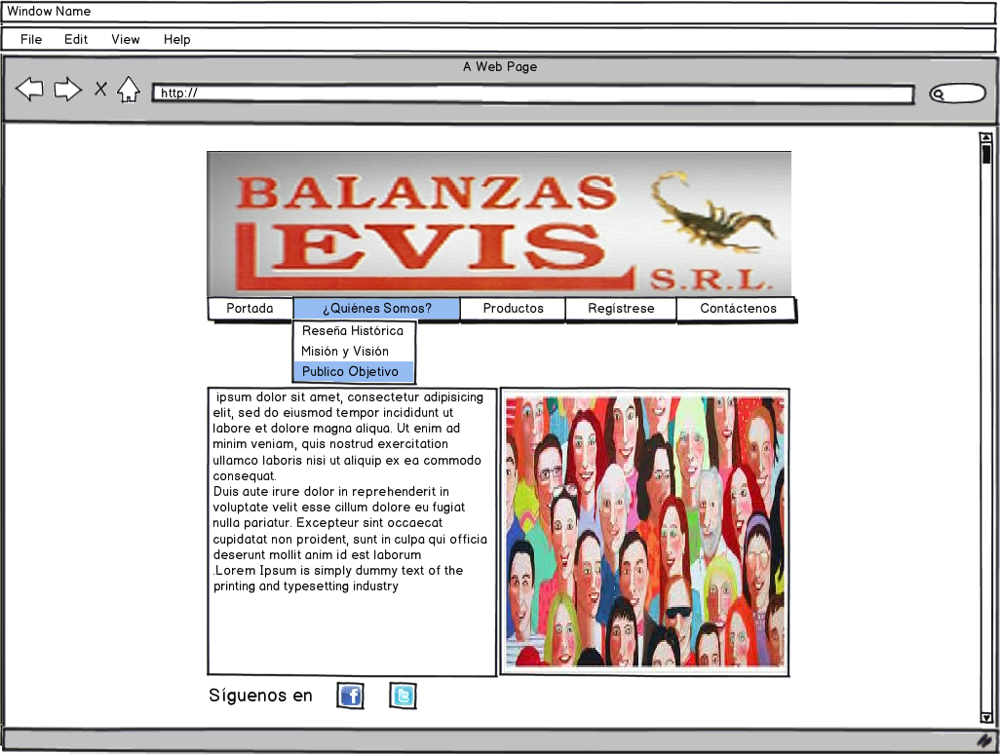 Window Name
File Edit View Help
A Web Page
http://
BALANZAS
LEVIS
S.R.L.
Portada ¿Quiénes Somos? Productos Regístrese Contáctenos
Reseña Histórica
Misión y Visión
Publico Objetivo
ipsum dolor sit amet, consectetur adipisicing
elit, sed do eiusmod tempor incididunt ut
labore et dolore magna aliqua. Ut enim ad
minim veniam, quis nostrud exercitation
ullamco laboris nisi ut aliquip ex ea commodo
consequat.
Duis aute irure dolor in reprehenderit in
voluptate velit esse cillum dolore eu fugiat
nulla pariatur. Excepteur sint occaecat
cupidatat non proident, sunt in culpa qui officia
deserunt mollit anim id est laborum
.Lorem Ipsum is simply dummy text of the
printing and typesetting industry
Síguenos en f t